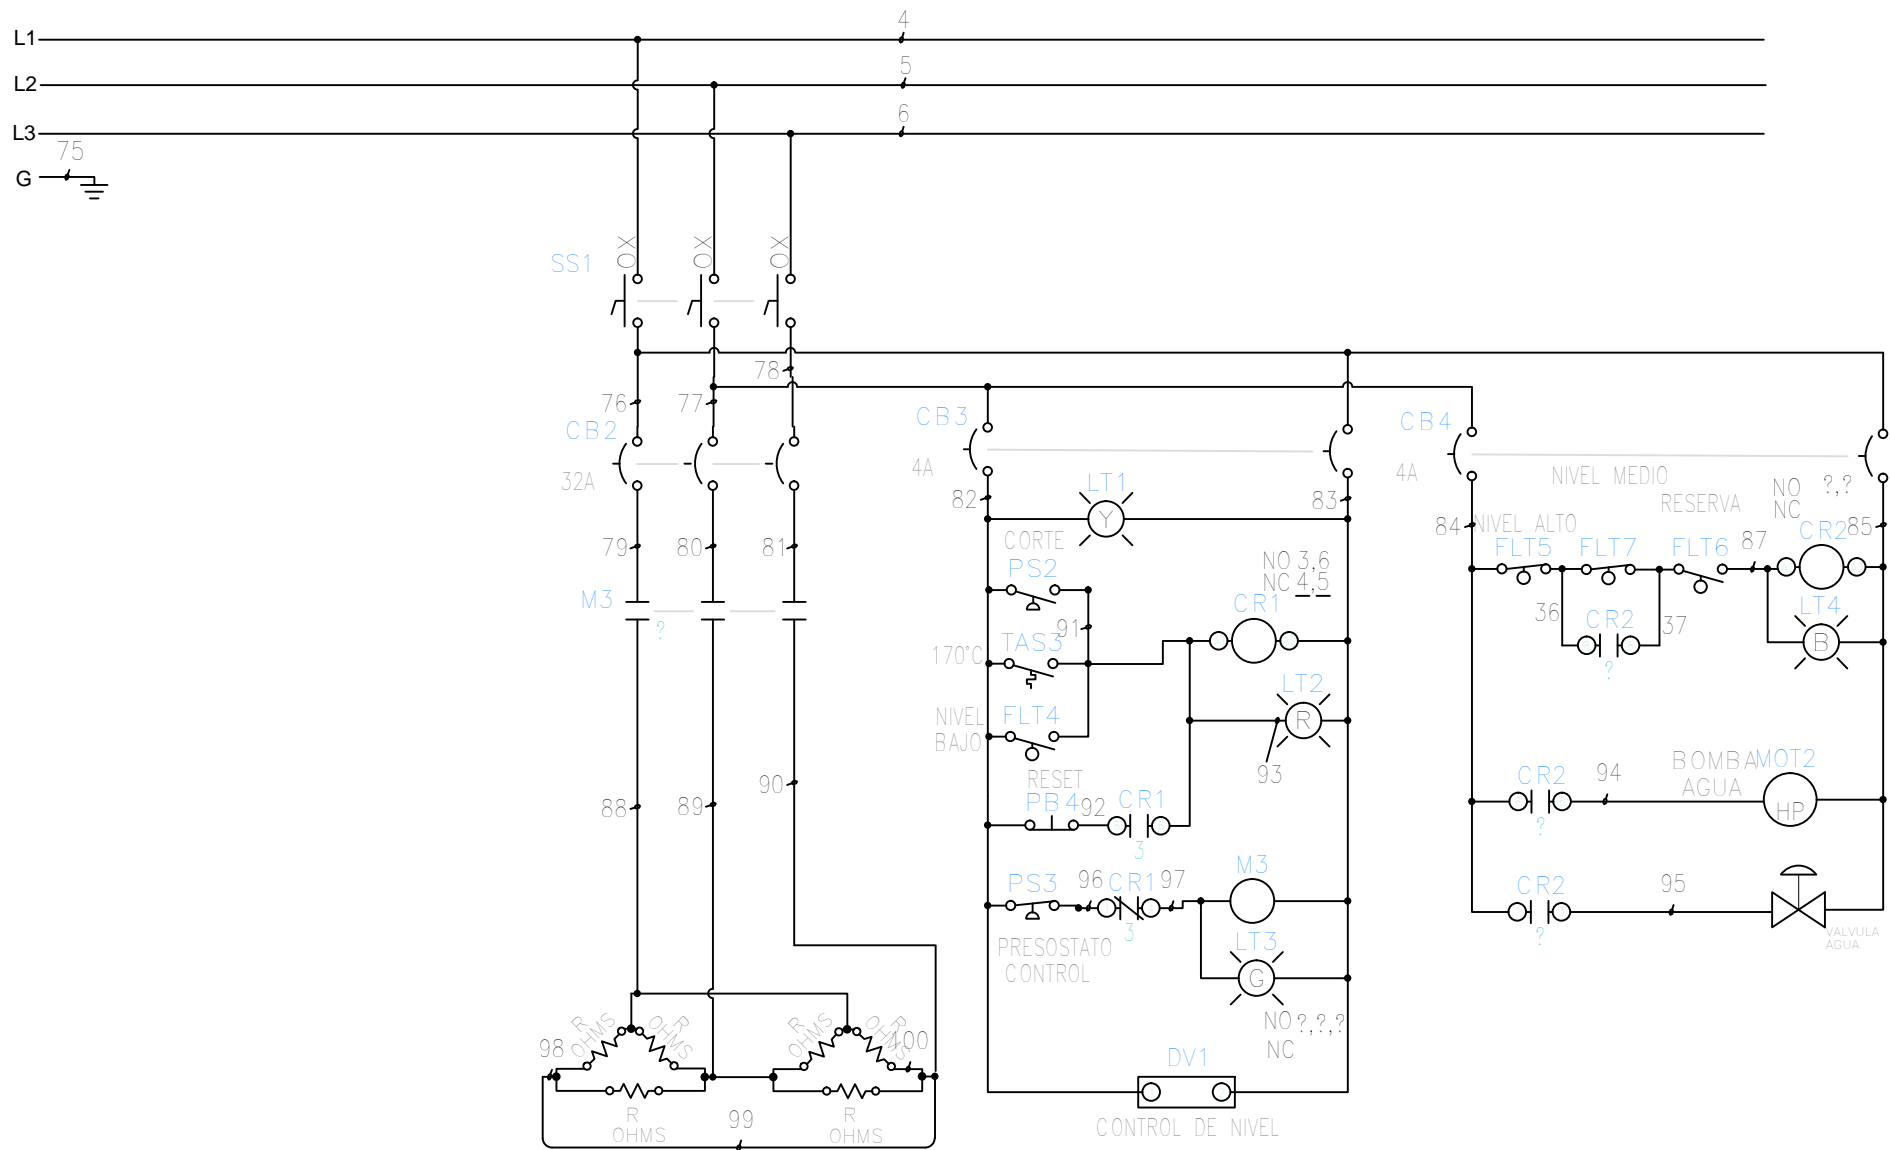 4
L1
5
L2
6
L3
75
G
OX OX OX
SS1
78
76 77
CB2
32A
CB3
4A
CB4
4A
NIVEL MEDIO
RESERVA
NO ?,?
NC
82
LT1
Y
83
84
NIVEL ALTO
CR2
85
FLT5
FLT7
FLT6
87
79 80 81
CORTE
PS2
NO 3,6
NC 4,5
CR1
M3
?
91
170°C
TAS3
36
CR2
?
37
LT4
B
LT2
R
NIVEL
BAJO
FLT4
93
RESET
PB4
92
CR1
3
88 89 90
CR2
?
94
BOMBA
AGUA
MOT2
HP
PS3
96
CR1
3
97
M3
CR2
?
95
VALVULA
AGUA
PRESOSTATO
CONTROL
LT3
G
NO ?,?,?
NC
R
OHMS
R
OHMS
R
OHMS
R
OHMS
98
100
R
OHMS
R
OHMS
99
DV1
CONTROL DE NIVEL